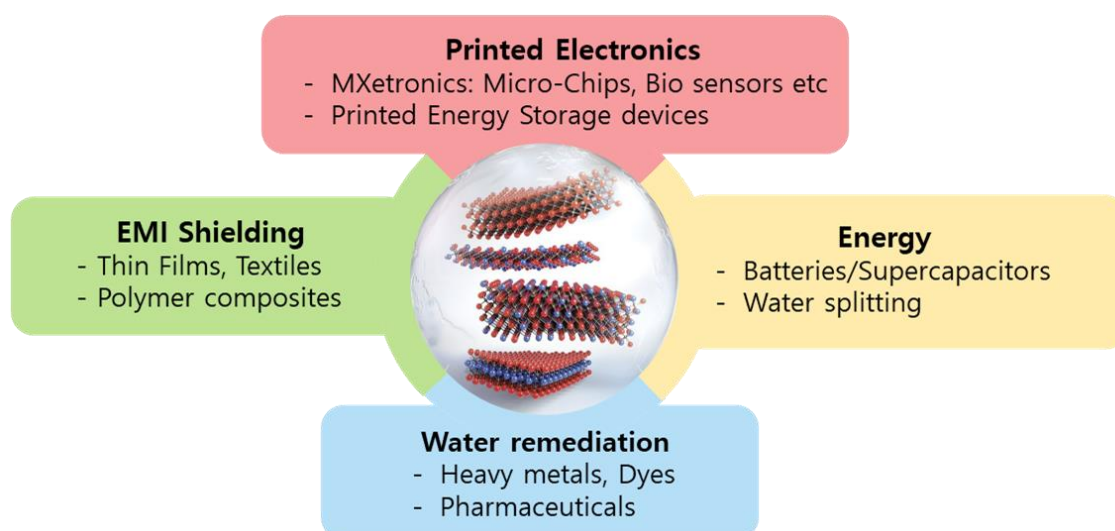 Printed Electronics
- MXetronics: Micro-Chips, Bio sensors etc
- Printed Energy Storage devices
EMI Shielding
- Thin Films, Textiles
- Polymer composites
Energy
- Batteries/Supercapacitors
- Water splitting
Water remediation
- Heavy metals, Dyes
- Pharmaceuticals